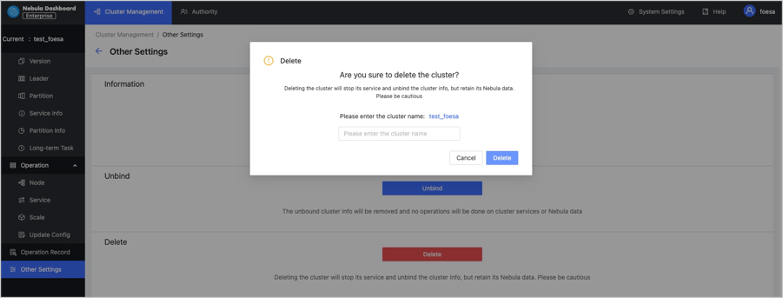 Nebula Dashboard
Enterprise
Cluster Management
Authority
System Settings
Help
foesa
Current : test_foesa
Version
Leader
Partition
Service Info
Partition Info
Long-term Task
Operation
Node
Service
Scale
Update Config
Operation Record
Other Settings
Cluster Management / Other Settings
Other Settings
Information
Delete
Are you sure to delete the cluster?
Deleting the cluster will stop its service and unbind the cluster info, but retain its Nebula data.
Please be cautious
Please enter the cluster name: test_foesa
Please enter the cluster name
Cancel
Delete
Unbind
Unbind
The unbound cluster info will be removed and no operations will be done on cluster services or Nebula data
Delete
Delete
Deleting the cluster will stop its service and unbind the cluster info, but retain its Nebula data. Please be cautious